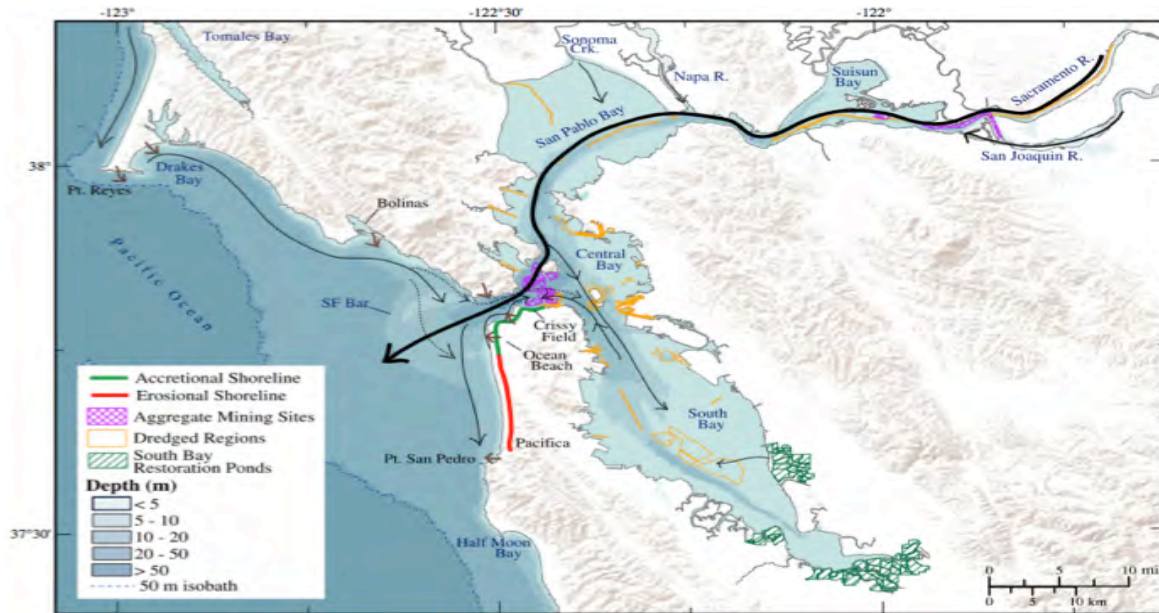 -123°
-122°30'
-122°
Tomales Bay
Sonoma
Crk.
Napa R.
Suisun
Bay
Sacramento R.
San Pablo Bay
San Joaquin R.
38°
Drakes
Bay
Pt. Reyes
Bolinas
Central
Bay
Pacific Ocean
SF Bar
Crissy
Field
Ocean
Beach
South
Bay
Pacifica
Pt. San Pedro
Half Moon
Bay
37°30'
Accretional Shoreline
Erosional Shoreline
Aggregate Mining Sites
Dredged Regions
South Bay
Restoration Ponds
Depth (m)
< 5
5 - 10
10 - 20
20 - 50
> 50
50 m isobath
0 5 10 mi
0 5 10 km